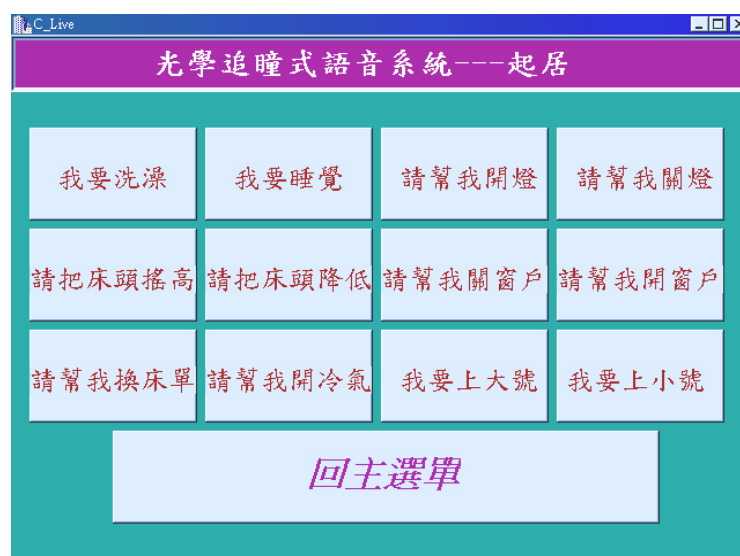 C_Live
光學追瞳式語音系統---起居
我要洗澡 我要睡覺 請幫我開燈 請幫我關燈
請把床頭搖高 請把床頭降低 請幫我關窗戶 請幫我開窗戶
請幫我換床單 請幫我開冷氣 我要上大號 我要上小號
回主選單